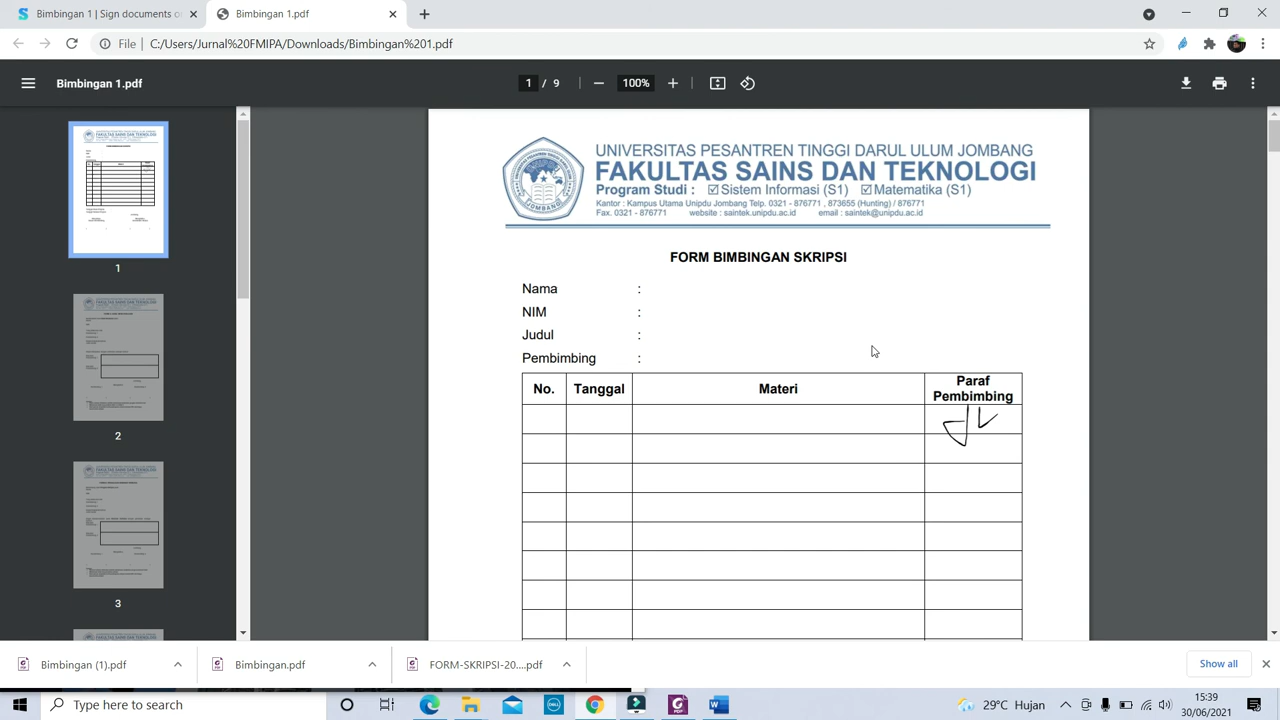 Bimbingan 1 | Sign documents o
Bimbingan 1.pdf
File
C:/Users/Jurnal%20FMIPA/Downloads/Bimbingan%201.pdf
Bimbingan 1.pdf
1 / 9
100%
1
2
3
UNIVERSITAS PESANTREN TINGGI DARUL ULUM JOMBANG
FAKULTAS SAINS DAN TEKNOLOGI
Program Studi : ☑Sistem Informasi (S1) ☑Matematika (S1)
Kantor : Kampus Utama Unipdu Jombang Telp. 0321 - 876771 , 873655 (Hunting) / 876771
Fax. 0321 - 876771 website : saintek.unipdu.ac.id email : saintek@unipdu.ac.id
FORM BIMBINGAN SKRIPSI
Nama :
NIM :
Judul :
Pembimbing :
No. Tanggal Materi Paraf Pembimbing
Bimbingan (1).pdf
Bimbingan.pdf
FORM-SKRIPSI-20....pdf
Show all
Type here to search
29°C Hujan
15:39
30/06/2021